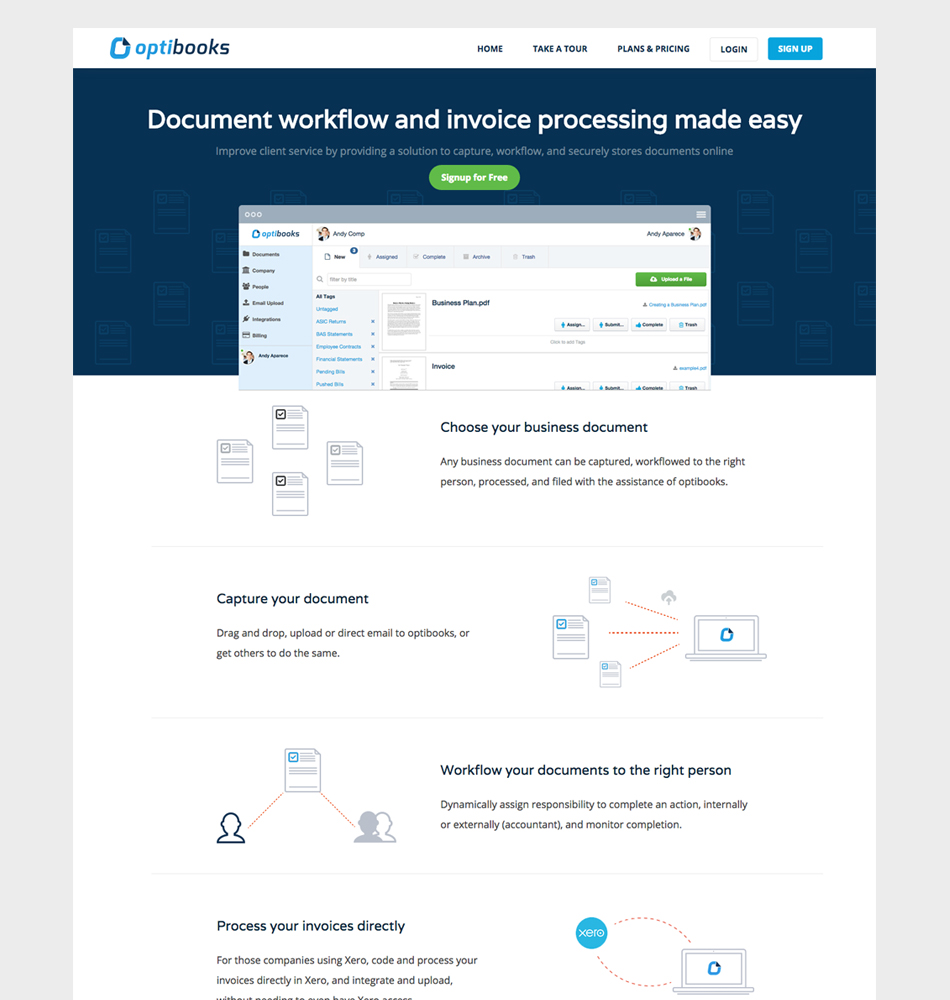 optibooks
HOME TAKE A TOUR PLANS & PRICING LOGIN SIGN UP
Document workflow and invoice processing made easy
Improve client service by providing a solution to capture, workflow, and securely stores documents online
Signup for Free
optibooks Andy Comp Andy Aparece
Documents
Company
People
Email Upload
Integrations
Billing
Andy Aparece
New Assigned Complete Archive Trash
filter by title Upload a File
All Tags
Untagged
ASIC Returns
BAS Statements
Employee Contracts
Financial Statements
Pending Bills
Pushed Bills
Business Plan.pdf
Creating a Business Plan.pdf
Assign... Submit... Complete Trash
Click to add Tags
Invoice
example4.pdf
Assign... Submit... Complete Trash
Choose your business document
Any business document can be captured, workflowed to the right
person, processed, and filed with the assistance of optibooks.
Capture your document
Drag and drop, upload or direct email to optibooks, or
get others to do the same.
Workflow your documents to the right person
Dynamically assign responsibility to complete an action, internally
or externally (accountant), and monitor completion.
Process your invoices directly
For those companies using Xero, code and process your
invoices directly in Xero, and integrate and upload,
without needing to even have Xero access
xero